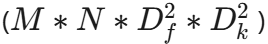 (M * N * D_f^2 * D_k^2 )